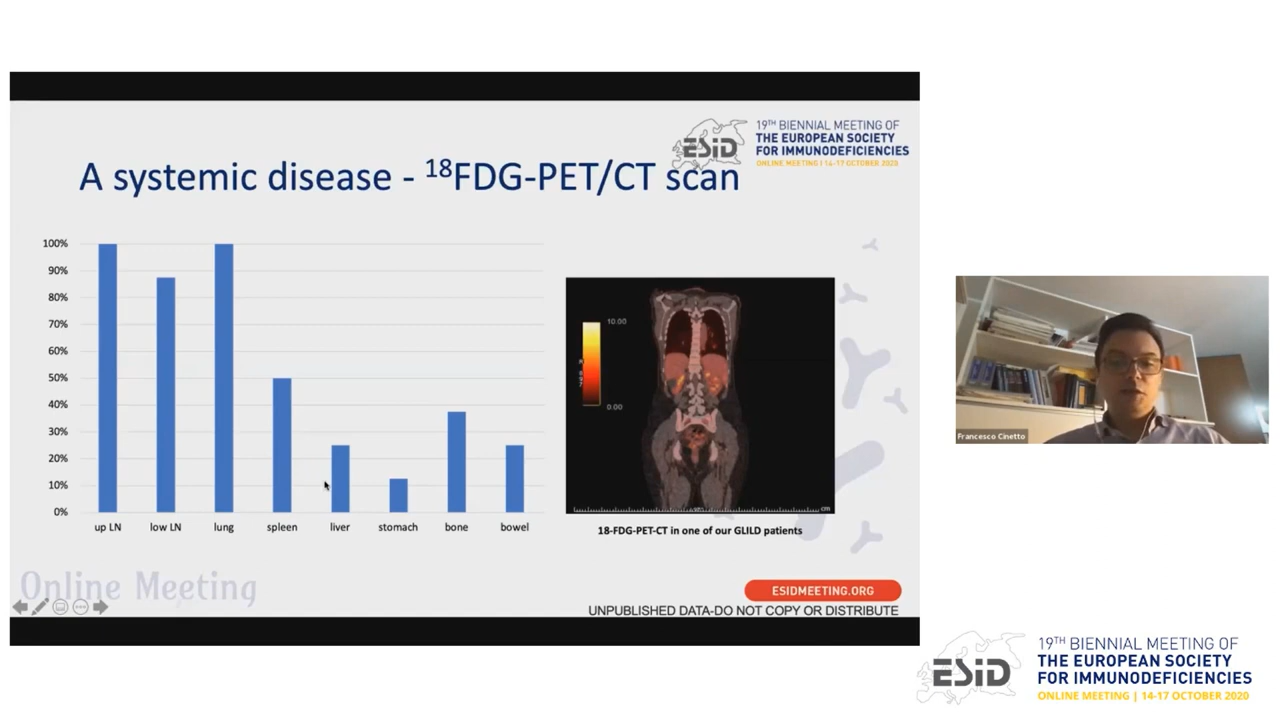 A systemic disease - 18FDG-PET/CT scan
ESiD
19TH BIENNIAL MEETING OF
THE EUROPEAN SOCIETY
FOR IMMUNODEFICIENCIES
ONLINE MEETING | 14-17 OCTOBER 2020
100%
90%
80%
70%
60%
50%
40%
30%
20%
10%
0%
up LN
low LN
lung
spleen
liver
stomach
bone
bowel
10.00
0.00
cm
18-FDG-PET-CT in one of our GLILD patients
Online Meeting
ESIDMEETING.ORG
UNPUBLISHED DATA-DO NOT COPY OR DISTRIBUTE
Francesco Cinetto
ESiD
19TH BIENNIAL MEETING OF
THE EUROPEAN SOCIETY
FOR IMMUNODEFICIENCIES
ONLINE MEETING | 14-17 OCTOBER 2020